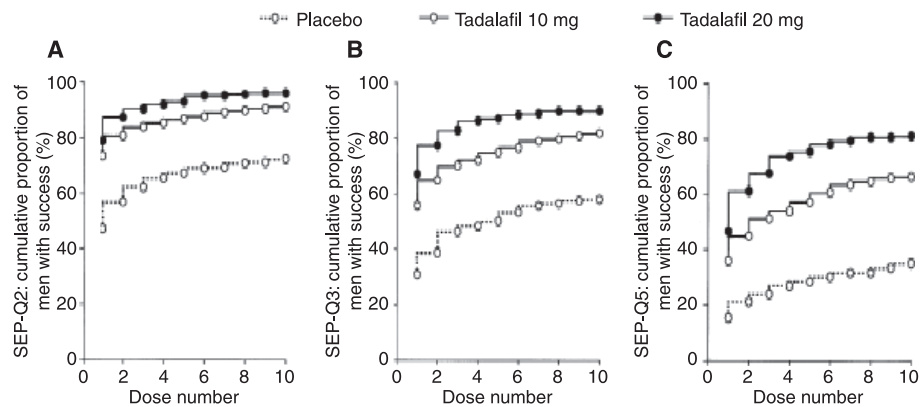 Placebo Tadalafil 10 mg Tadalafil 20 mg
A
SEP-Q2: cumulative proportion of
men with success (%)
100
80
60
40
20
0
0 2 4 6 8 10
Dose number
B
SEP-Q3: cumulative proportion of
men with success (%)
100
80
60
40
20
0
0 2 4 6 8 10
Dose number
C
SEP-Q5: cumulative proportion of
men with success (%)
100
80
60
40
20
0
0 2 4 6 8 10
Dose number